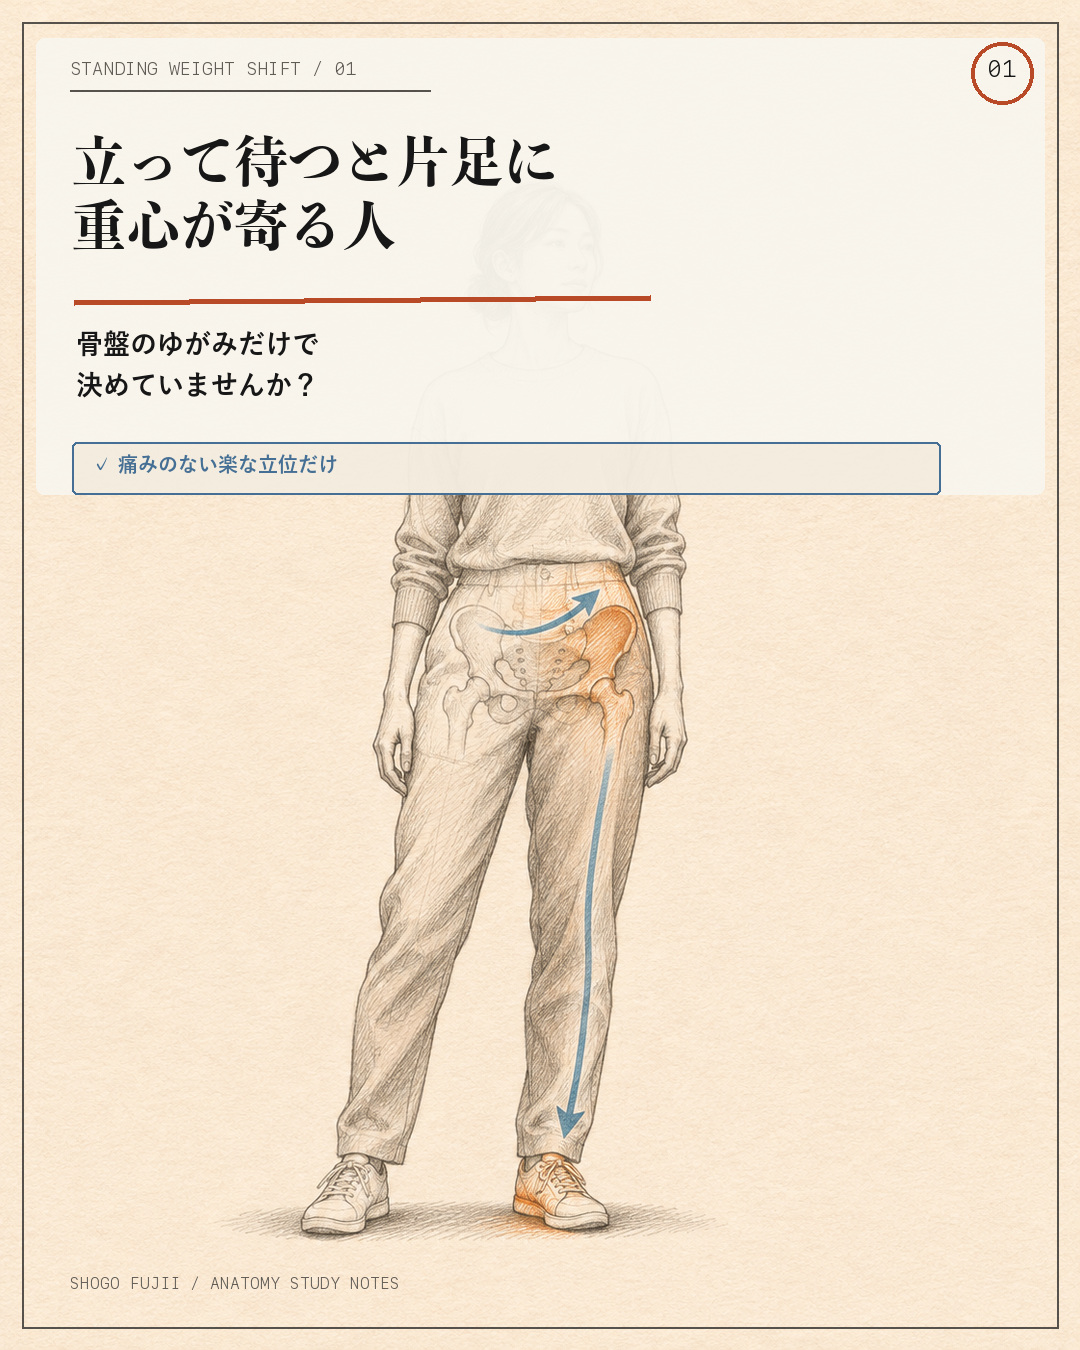 STANDING WEIGHT SHIFT / 01
01
立って待つと片足に
重心が寄る人
骨盤のゆがみだけで
決めていませんか？
✓ 痛みのない楽な立位だけ
SHOGO FUJII / ANATOMY STUDY NOTES